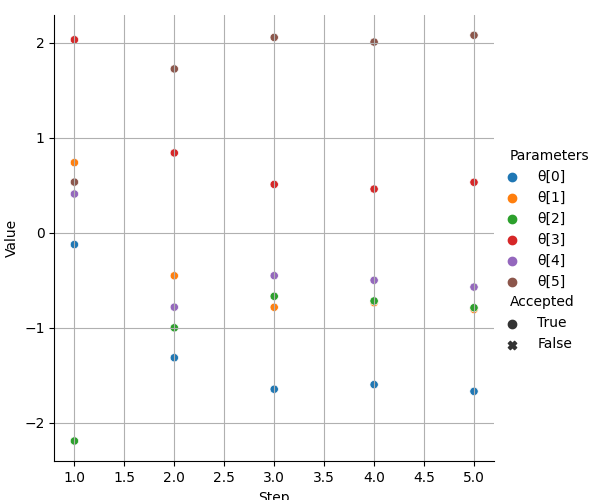 2
1
0
−1
−2
Value
1.0 1.5 2.0 2.5 3.0 3.5 4.0 4.5 5.0
Step
Parameters
θ[0]
θ[1]
θ[2]
θ[3]
θ[4]
θ[5]
Accepted
True
False